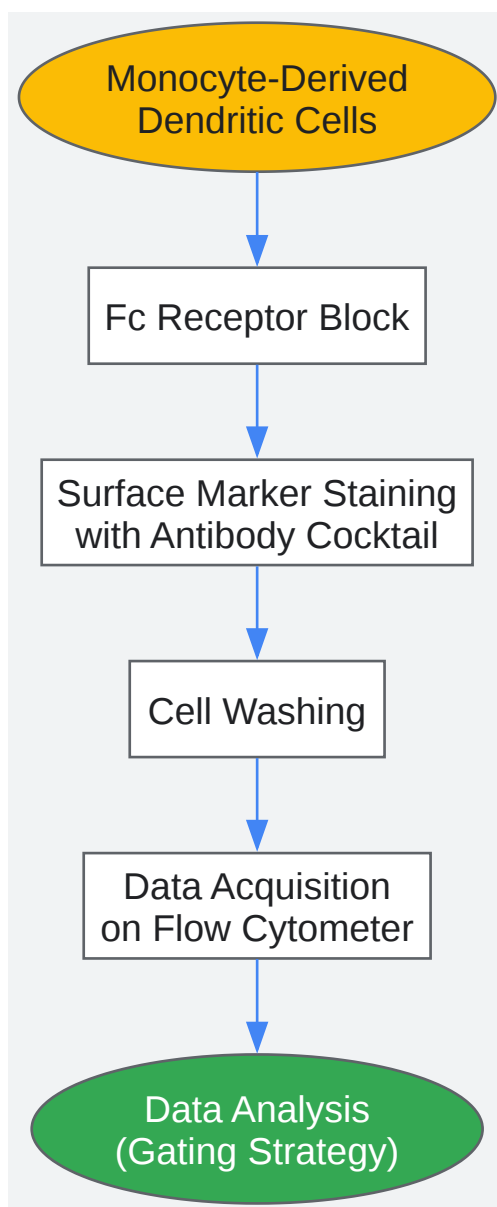 Monocyte-Derived
Dendritic Cells
Fc Receptor Block
Surface Marker Staining
with Antibody Cocktail
Cell Washing
Data Acquisition
on Flow Cytometer
Data Analysis
(Gating Strategy)